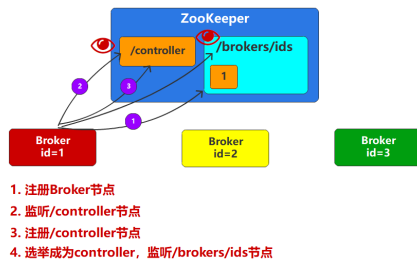 ZooKeeper
/controller
/brokers/ids
1
2
3
1
Broker
id=1
Broker
id=2
Broker
id=3
1. 注册Broker节点
2. 监听/controller节点
3. 注册/controller节点
4. 选举成为controller，监听/brokers/ids节点